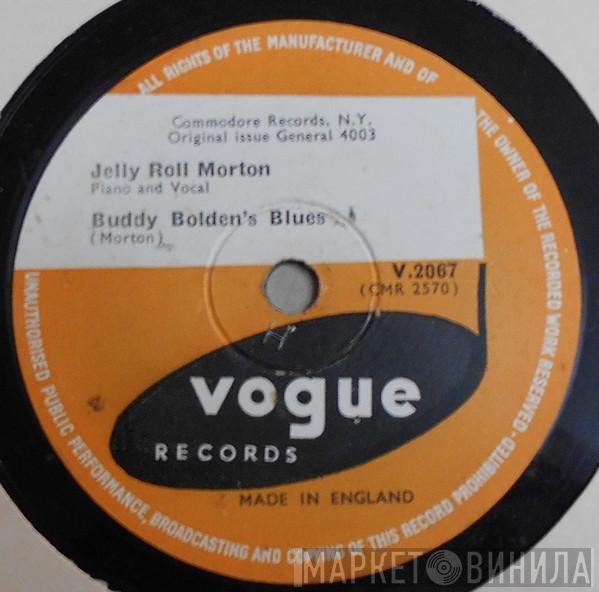 ALL RIGHTS OF THE MANUFACTURER AND OF THE OWNER OF THE RECORDED WORK RESERVED-
UNAUTHORISED PUBLIC PERFORMANCE, BROADCASTING AND COPYING OF THIS RECORD PROHIBITED-
Commodore Records, N.Y.
Original issue General 4003
Jelly Roll Morton
Piano and Vocal
Buddy Bolden's Blues
(Morton)
V.2067
(CMR 2570)
vogue
RECORDS
MADE IN ENGLAND
МАРКЕТ ВИНИЛА